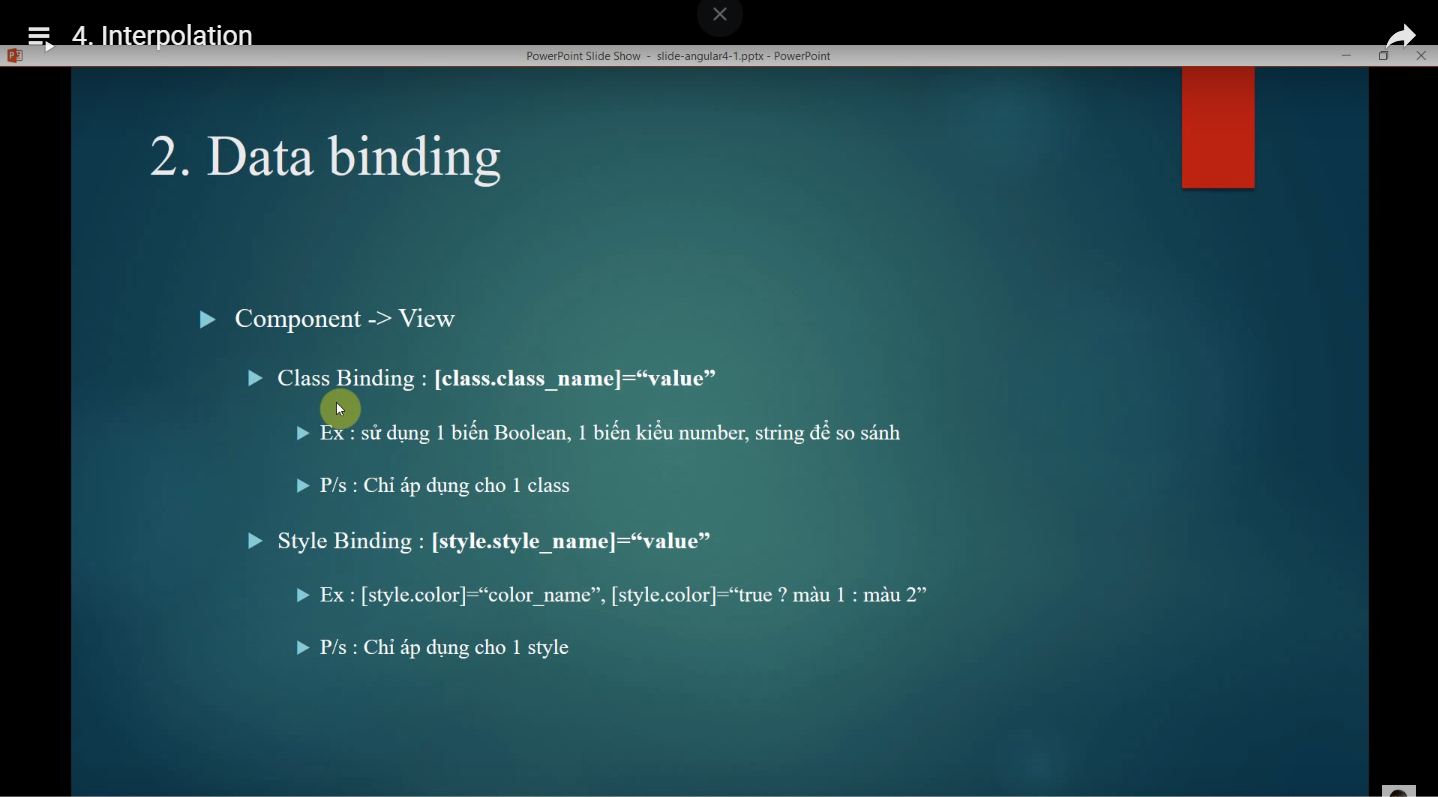 4. Interpolation
PowerPoint Slide Show - slide-angular4-1.pptx - PowerPoint
2. Data binding
Component -> View
Class Binding : [class.class_name]=“value”
Ex : sử dụng 1 biến Boolean, 1 biến kiểu number, string để so sánh
P/s : Chỉ áp dụng cho 1 class
Style Binding : [style.style_name]=“value”
Ex : [style.color]=“color_name”, [style.color]=“true ? màu 1 : màu 2”
P/s : Chỉ áp dụng cho 1 style